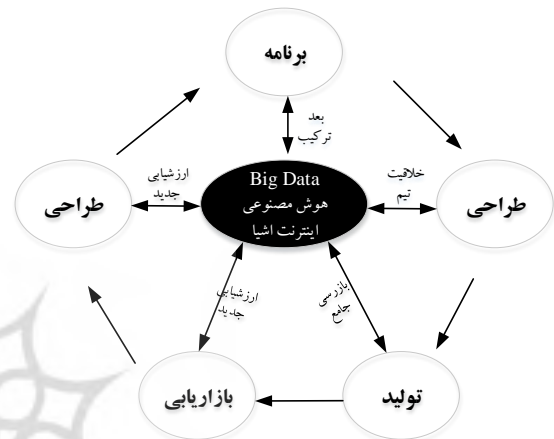 برنامه
بعد
ترکیب
ارزشیابی
جدید
خلاقیت
تیم
طراحی
Big Data
هوش مصنوعی
اینترنت اشیا
طراحی
ارزشیابی
جدید
بازرسی
جامع
بازاریابی
تولید